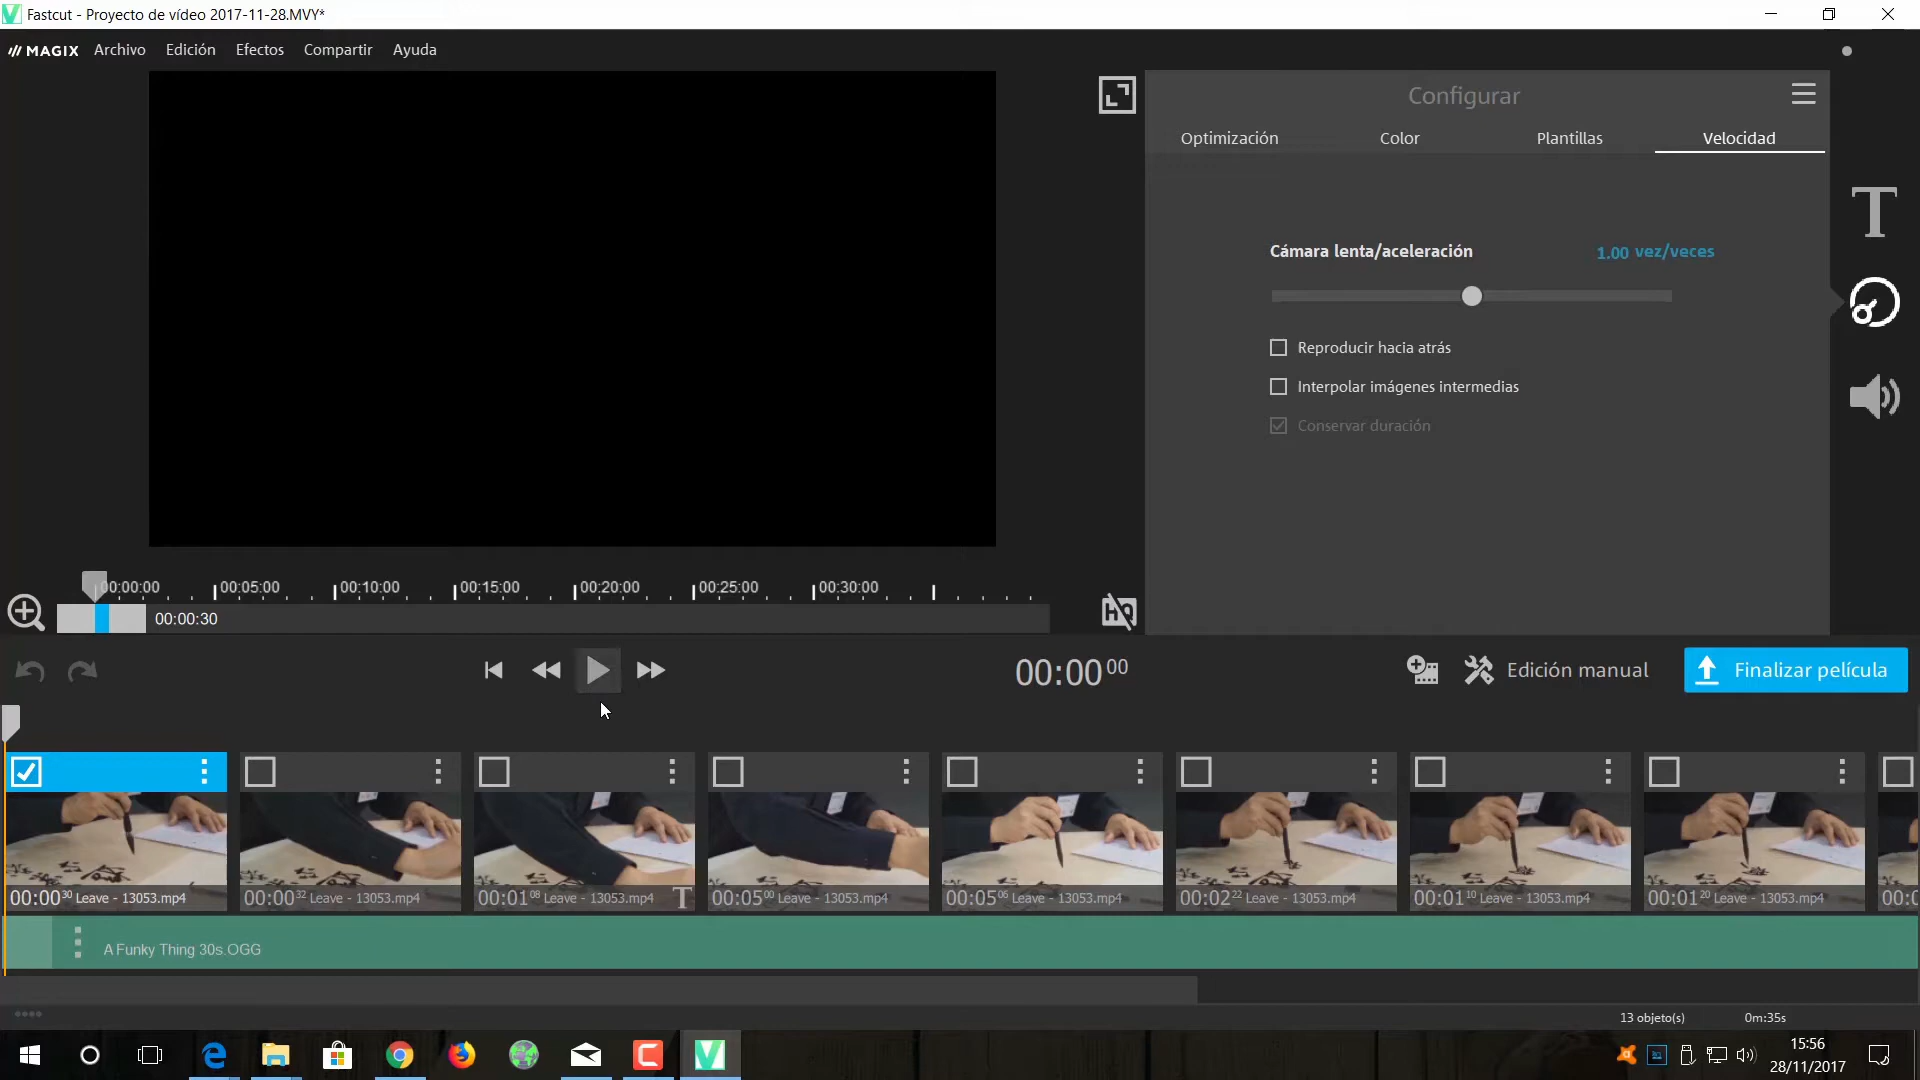 Fastcut - Proyecto de vídeo 2017-11-28.MVY*
MAGIX Archivo Edición Efectos Compartir Ayuda
Configurar
Optimización Color Plantillas Velocidad
T
Cámara lenta/aceleración 1.00 vez/veces
Reproducir hacia atrás
Interpolar imágenes intermedias
Conservar duración
00:00:00 00:05:00 00:10:00 00:15:00 00:20:00 00:25:00 00:30:00
00:00:30
HQ
00:00 00
Edición manual
Finalizar película
00:00 30 Leave - 13053.mp4
00:00 32 Leave - 13053.mp4
00:01 08 Leave - 13053.mp4 T
00:05 00 Leave - 13053.mp4
00:05 06 Leave - 13053.mp4
00:02 22 Leave - 13053.mp4
00:01 10 Leave - 13053.mp4
00:01 20 Leave - 13053.mp4
A Funky Thing 30s.OGG
13 objeto(s) 0m:35s
15:56
28/11/2017